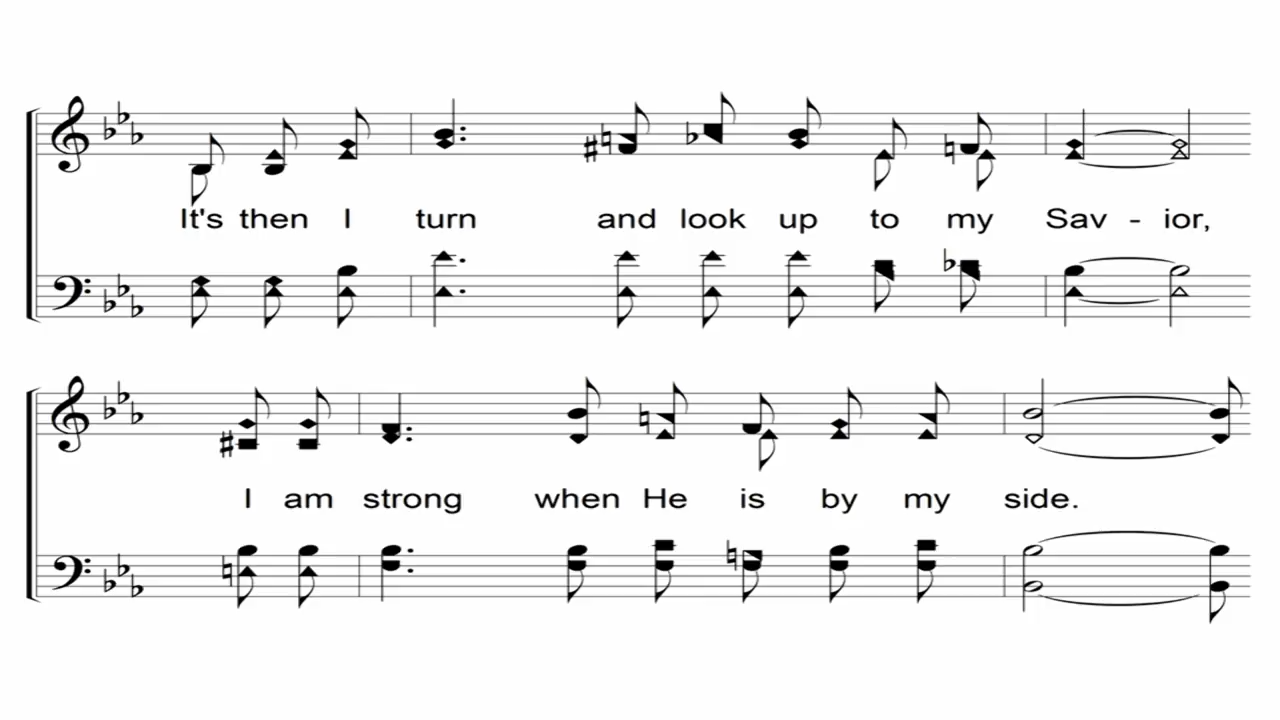 It's then I turn and look up to my Sav - ior,
I am strong when He is by my side.